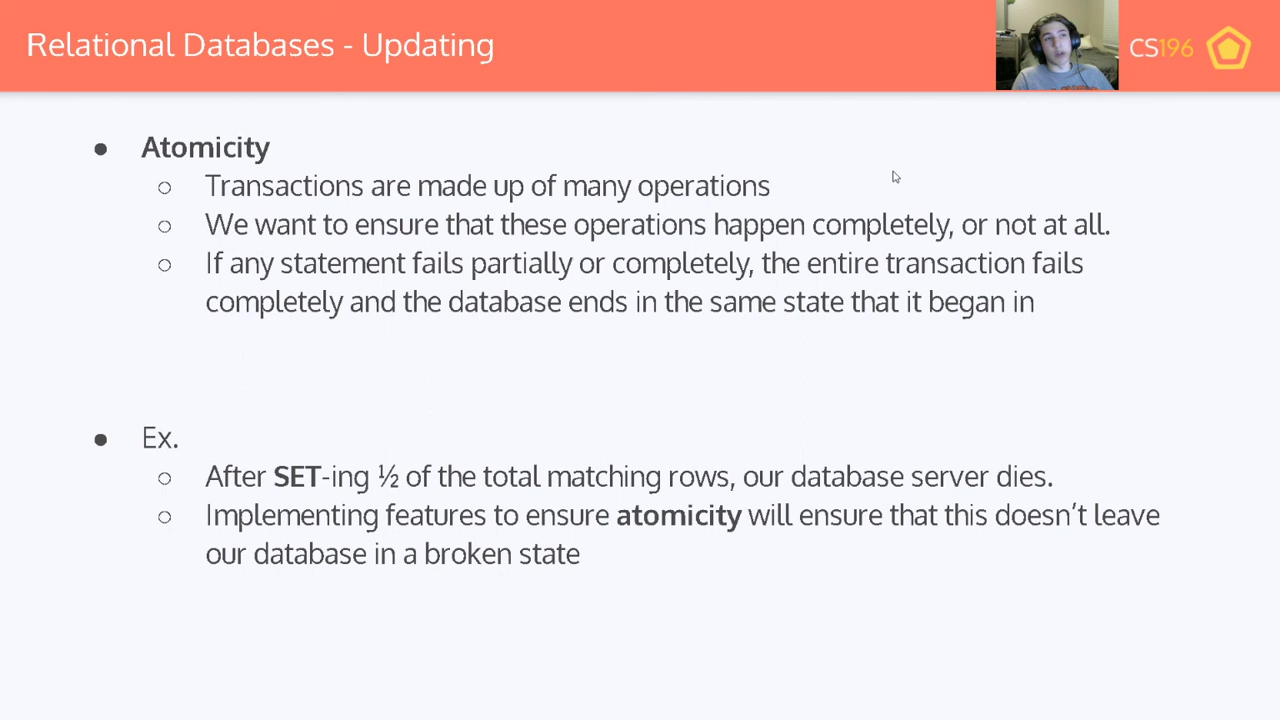 Relational Databases - Updating
CS196
● Atomicity
○ Transactions are made up of many operations
○ We want to ensure that these operations happen completely, or not at all.
○ If any statement fails partially or completely, the entire transaction fails
completely and the database ends in the same state that it began in
● Ex.
○ After SET-ing ½ of the total matching rows, our database server dies.
○ Implementing features to ensure atomicity will ensure that this doesn’t leave
our database in a broken state